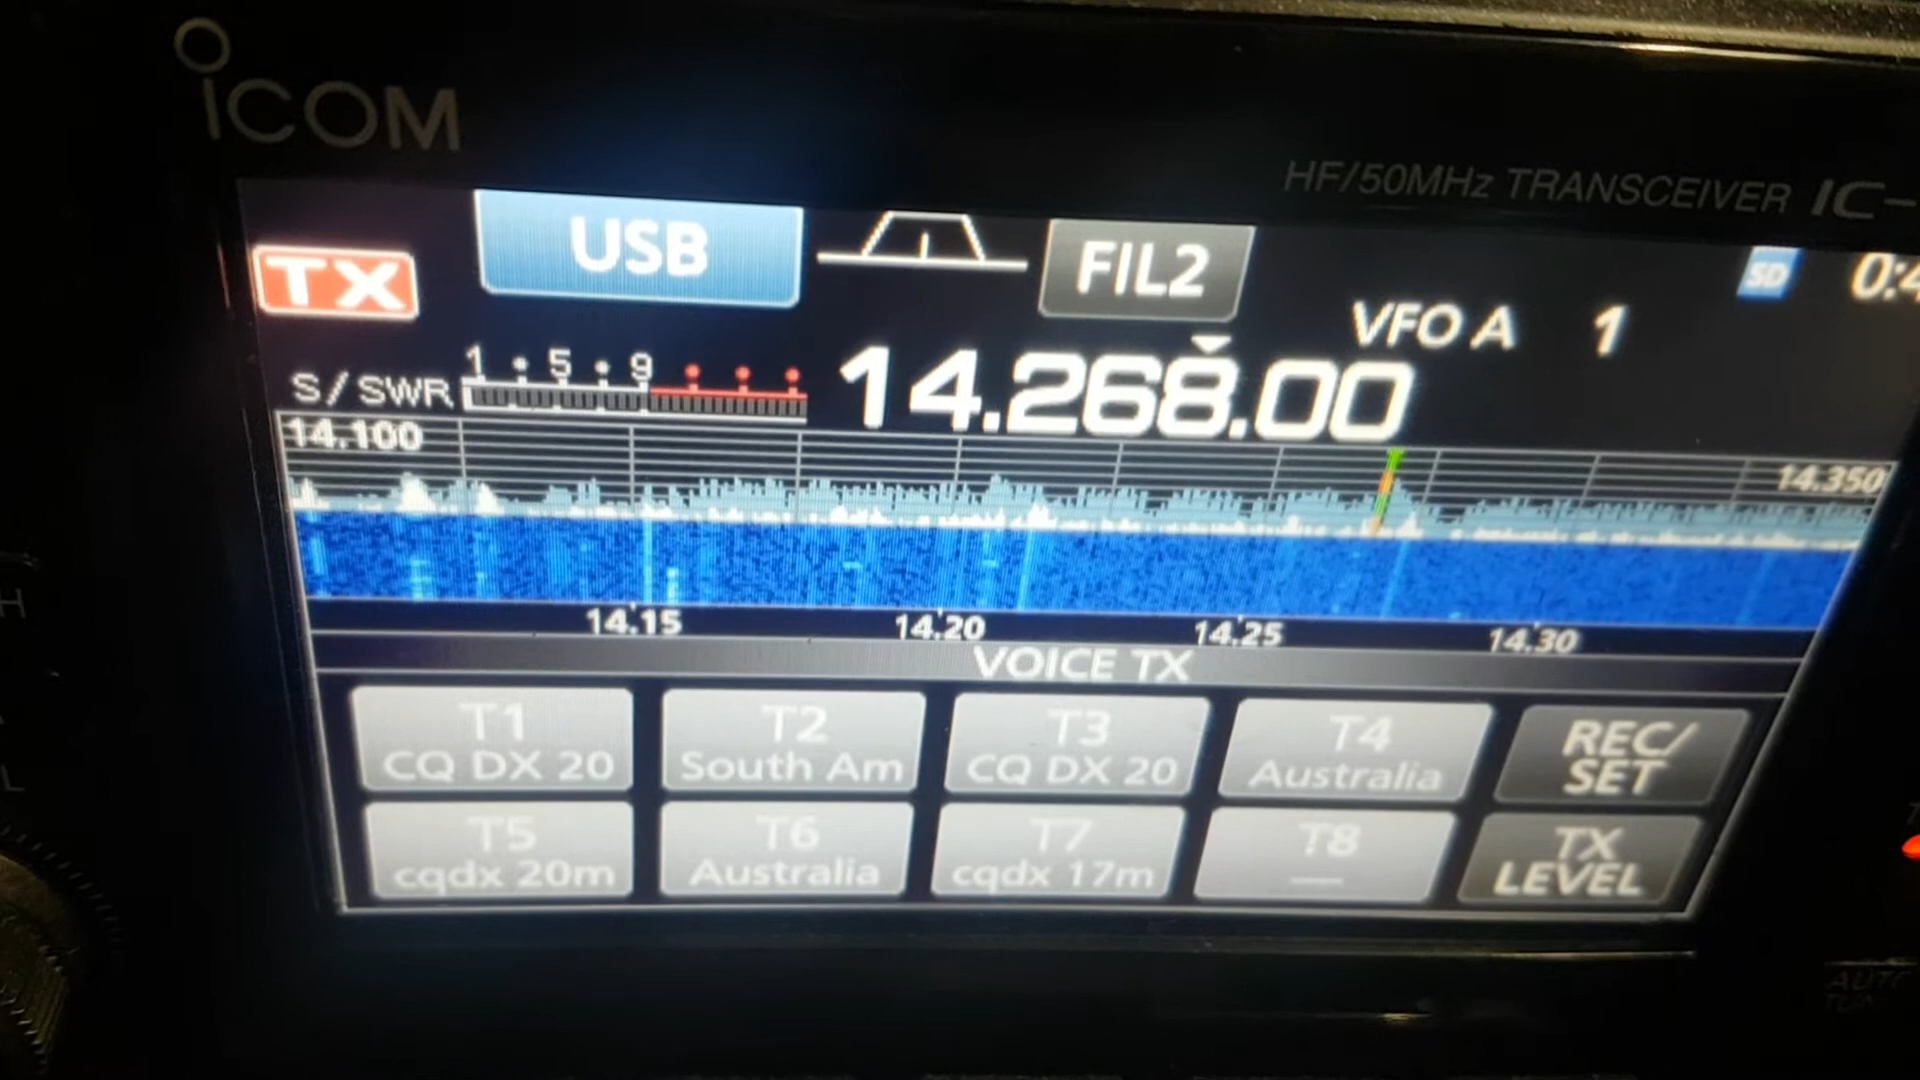 ICOM
HF/50MHz TRANSCEIVER IC-
TX
USB
FIL2
SD
0:4
VFO A 1
1 5 9
S/SWR
14.268.00
14.100
14.350
14.15 14.20 14.25 14.30
VOICE TX
T1 T2 T3 T4 REC/
CQ DX 20 South Am CQ DX 20 Australia SET
T5 T6 T7 T8 TX
cqdx 20m Australia cqdx 17m LEVEL
H
L